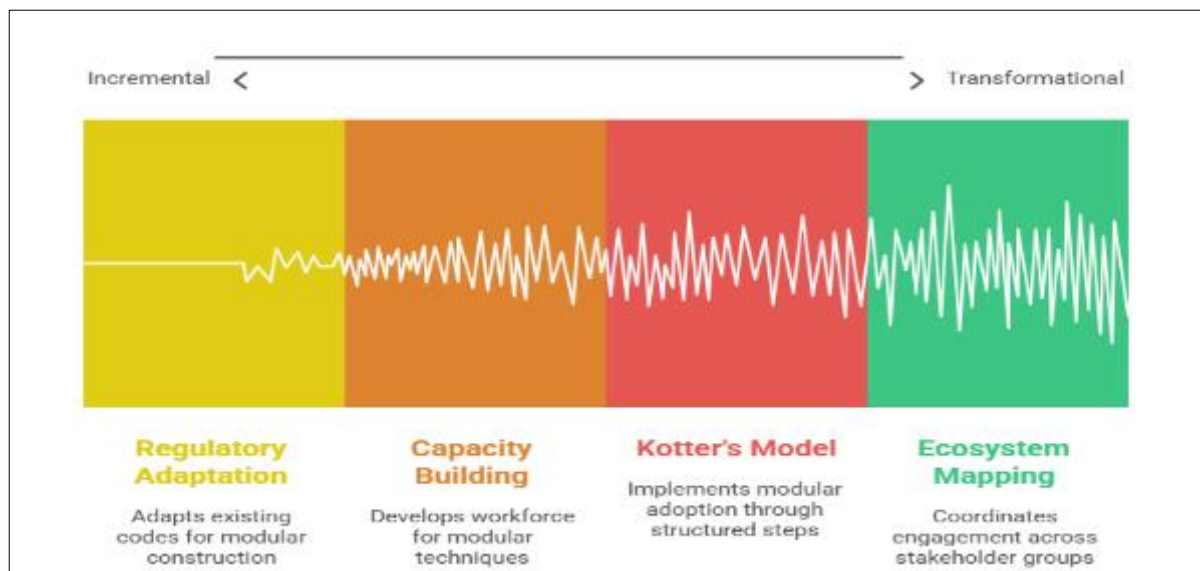 Incremental
Transformational
Regulatory
Adaptation
Adapts existing
codes for modular
construction
Capacity
Building
Develops workforce
for modular
techniques
Kotter's Model
Implements modular
adoption through
structured steps
Ecosystem
Mapping
Coordinates
engagement across
stakeholder groups